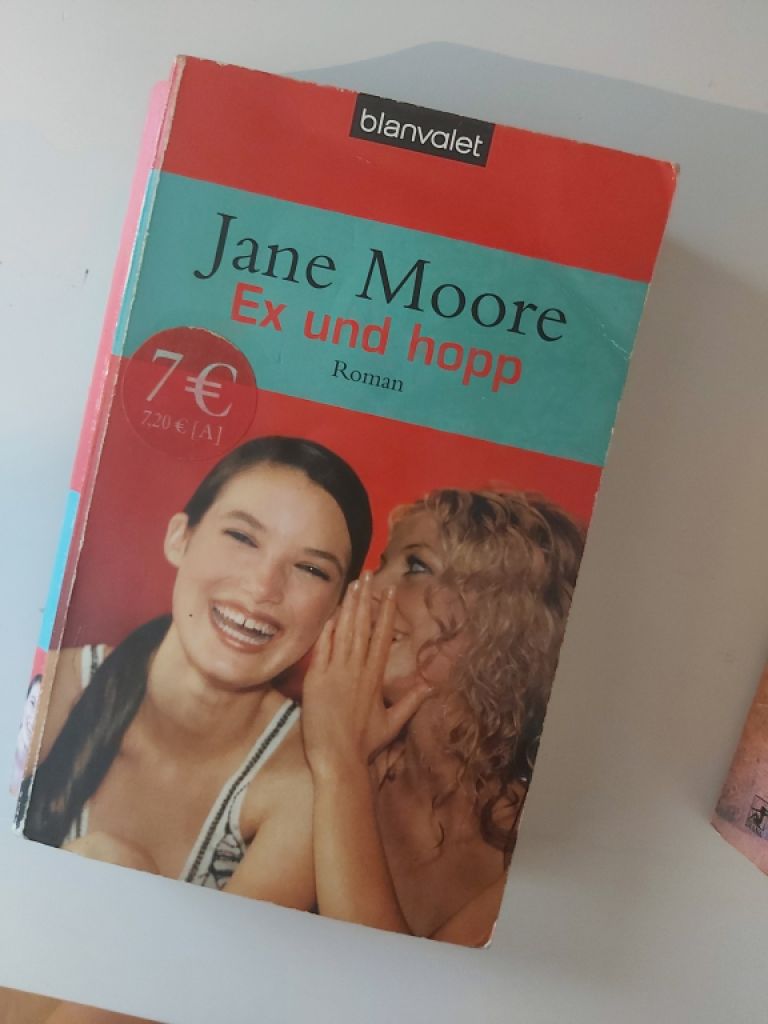 blanvalet
Jane Moore
Ex und hopp
Roman
7 €
7,20 € [A]